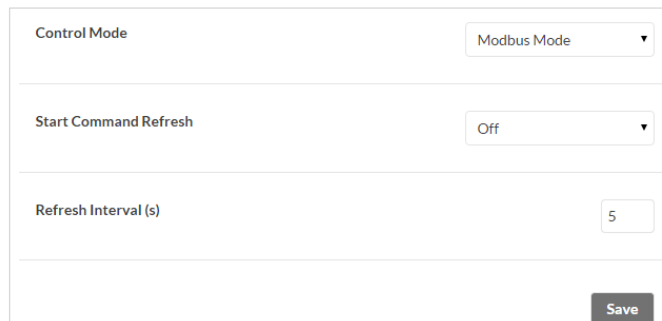 Control Mode
Modbus Mode
Start Command Refresh
Off
Refresh Interval (s)
5
Save